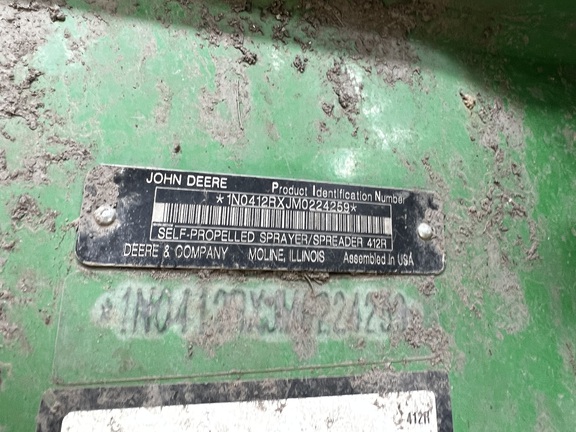 JOHN DEERE Product Identification Number
*1N0412RXJM0224259*
SELF-PROPELLED SPRAYER/SPREADER 412R
DEERE & COMPANY MOLINE, ILLINOIS Assembled in USA
*1N0412RXJM0224259*
412R